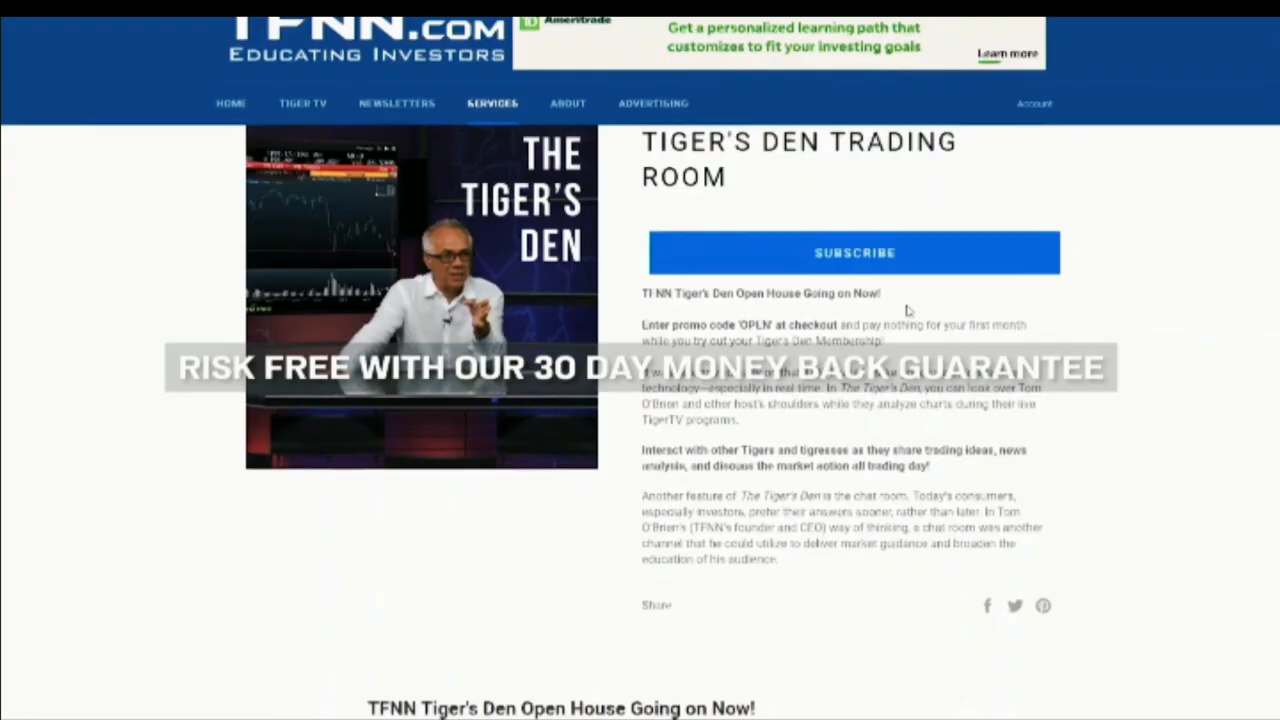 TFNN.COM
EDUCATING INVESTORS
Ameritrade
Get a personalized learning path that
customizes to fit your investing goals
Learn more
HOME TIGER TV NEWSLETTERS SERVICES ABOUT ADVERTISING Account
THE
TIGER'S
DEN
TIGER'S DEN TRADING
ROOM
SUBSCRIBE
TFNN Tiger's Den Open House Going on Now!
Enter promo code 'OPEN' at checkout and pay nothing for your first month
while you try out your Tiger's Den Membership!
RISK FREE WITH OUR 30 DAY MONEY BACK GUARANTEE
technology—especially in real time. In The Tiger's Den, you can look over Tom
O'Brien and other host's shoulders while they analyze charts during their live
TigerTV programs.
Interact with other Tigers and tigresses as they share trading ideas, news
analysis, and discuss the market action all trading day!
Another feature of The Tiger's Den is the chat room. Today's consumers,
especially investors, prefer their answers sooner, rather than later. In Tom
O'Brien's (TFNN's founder and CEO) way of thinking, a chat room was another
channel that he could utilize to deliver market guidance and broaden the
education of his audience.
Share
TFNN Tiger's Den Open House Going on Now!